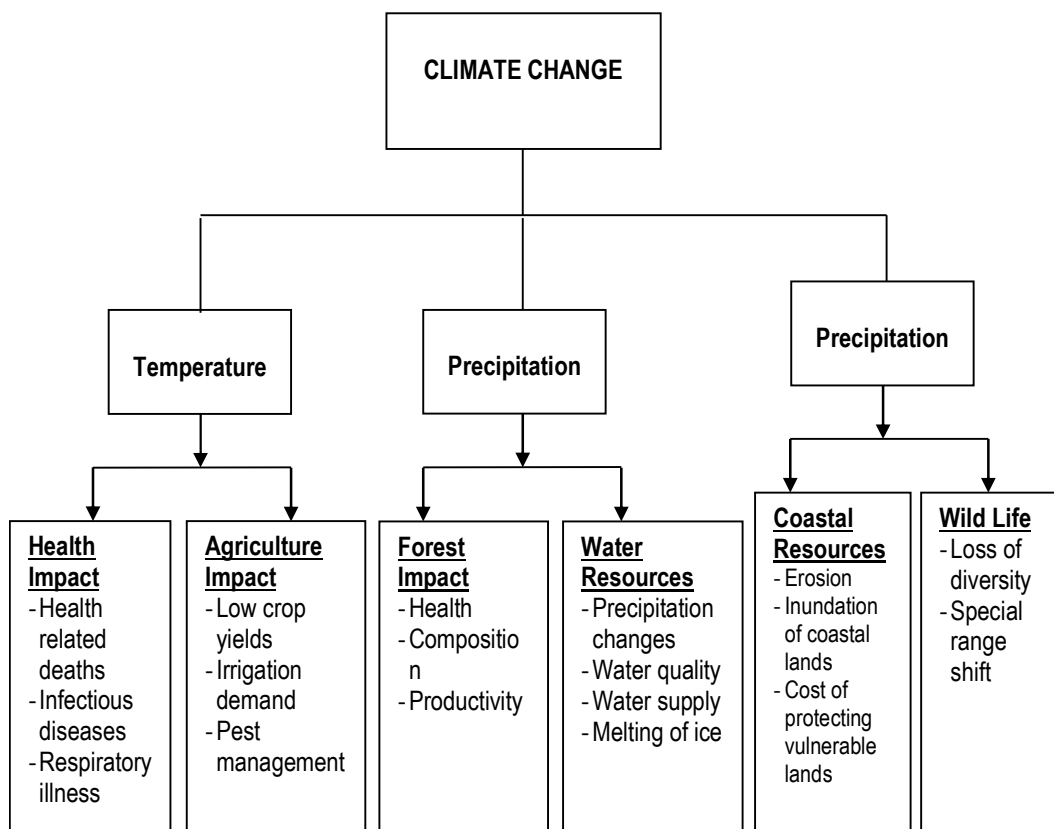 CLIMATE CHANGE
Temperature
Precipitation
Precipitation
Health
Impact
- Health
related
deaths
- Infectious
diseases
- Respiratory
illness
Agriculture
Impact
- Low crop
yields
- Irrigation
demand
- Pest
management
Forest
Impact
- Health
- Compositio
n
- Productivity
Water
Resources
- Precipitation
changes
- Water quality
- Water supply
- Melting of ice
Coastal
Resources
- Erosion
- Inundation
of coastal
lands
- Cost of
protecting
vulnerable
lands
Wild Life
- Loss of
diversity
- Special
range
shift